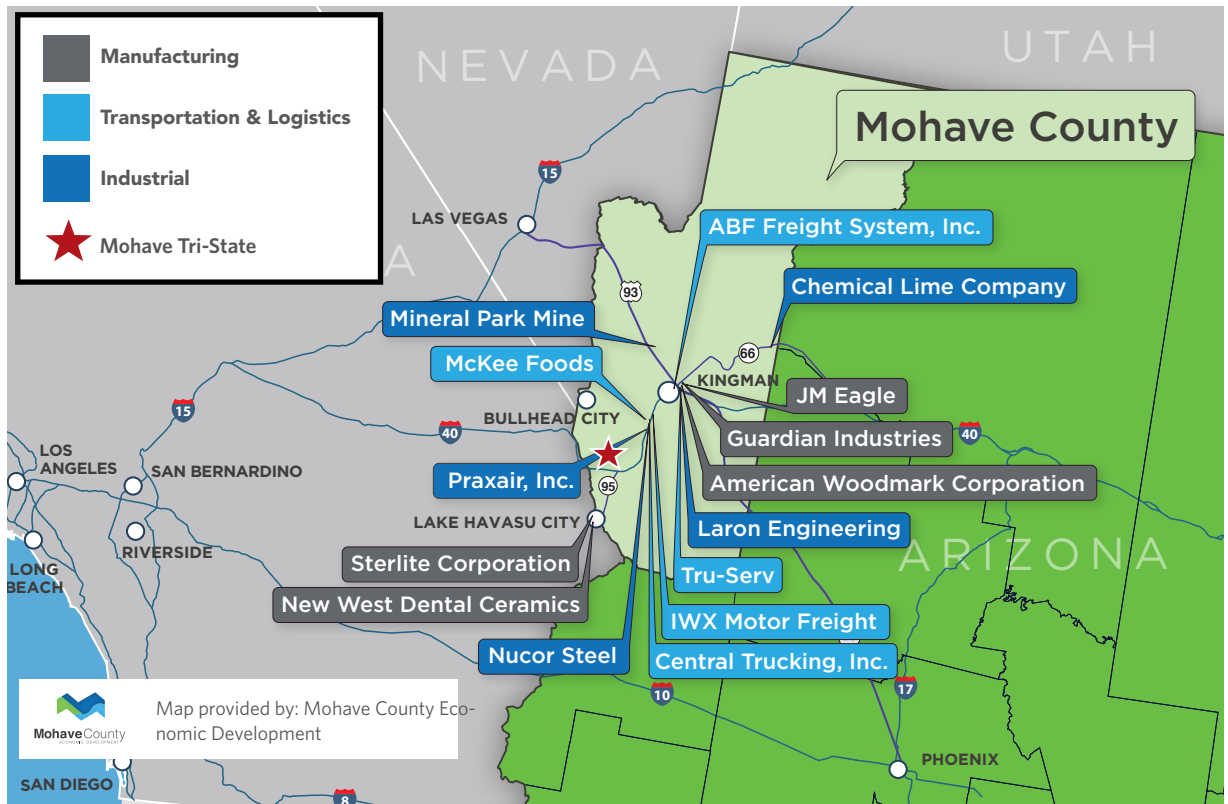 Manufacturing
Transportation & Logistics
Industrial
Mohave Tri-State
NEVADA
UTAH
Mohave County
15
LAS VEGAS
A
ABF Freight System, Inc.
93
Chemical Lime Company
Mineral Park Mine
66
McKee Foods
KINGMAN
JM Eagle
BULLHEAD CITY
15
40
Guardian Industries
40
LOS
ANGELES
SAN BERNARDINO
Praxair, Inc.
95
American Woodmark Corporation
LAKE HAVASU CITY
Laron Engineering
RIVERSIDE
ARIZONA
LONG
BEACH
Sterlite Corporation
Tru-Serv
New West Dental Ceramics
IWX Motor Freight
Nucor Steel
Central Trucking, Inc.
10
17
MohaveCounty
ECONOMIC DEVELOPMENT
Map provided by: Mohave County Eco-
nomic Development
PHOENIX
SAN DIEGO
8